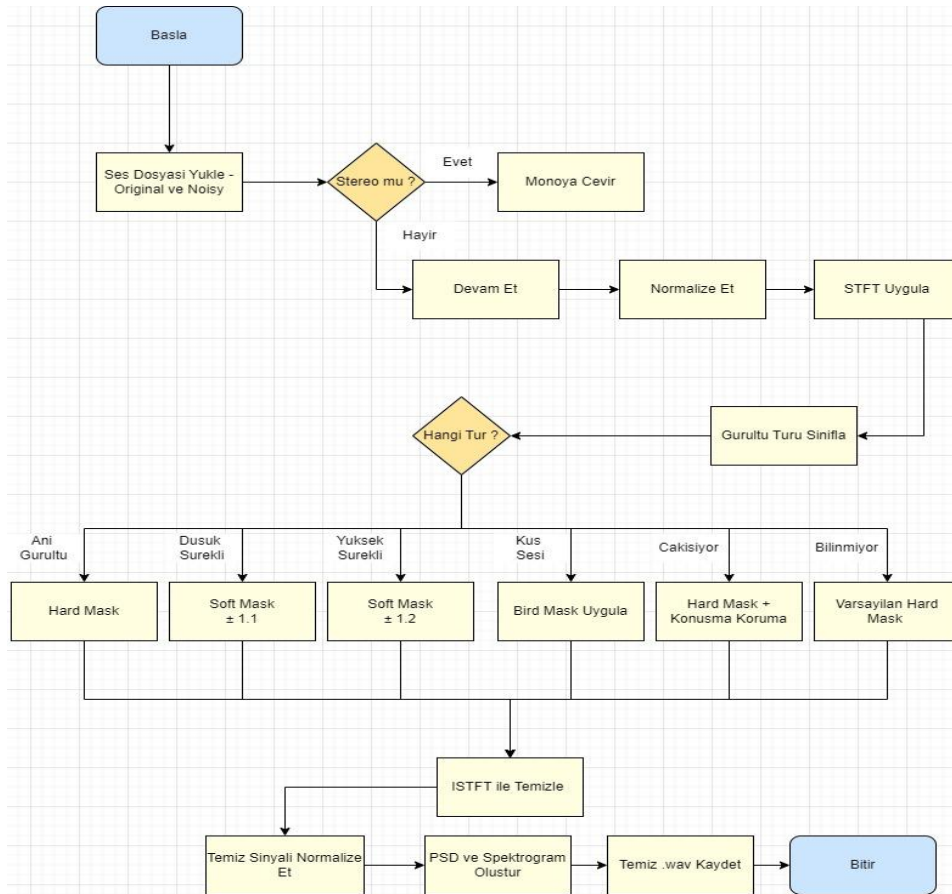 Basla
Ses Dosyasi Yukle -
Original ve Noisy
Stereo mu ?
Evet
Monoya Cevir
Hayir
Devam Et
Normalize Et
STFT Uygula
Hangi Tur ?
Gurultu Turu Sinifla
Ani
Gurultu
Dusuk
Surekli
Yuksek
Surekli
Kus
Sesi
Cakisiyor
Bilinmiyor
Hard Mask
Soft Mask
± 1.1
Soft Mask
± 1.2
Bird Mask Uygula
Hard Mask +
Konusma Koruma
Varsayilan Hard
Mask
ISTFT ile Temizle
Temiz Sinyali Normalize
Et
PSD ve Spektrogram
Olustur
Temiz .wav Kaydet
Bitir